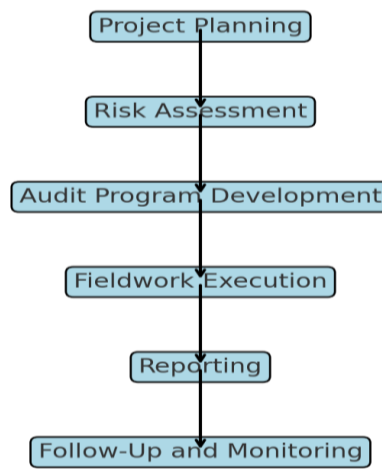 Project Planning
Risk Assessment
Audit Program Development
Fieldwork Execution
Reporting
Follow-Up and Monitoring